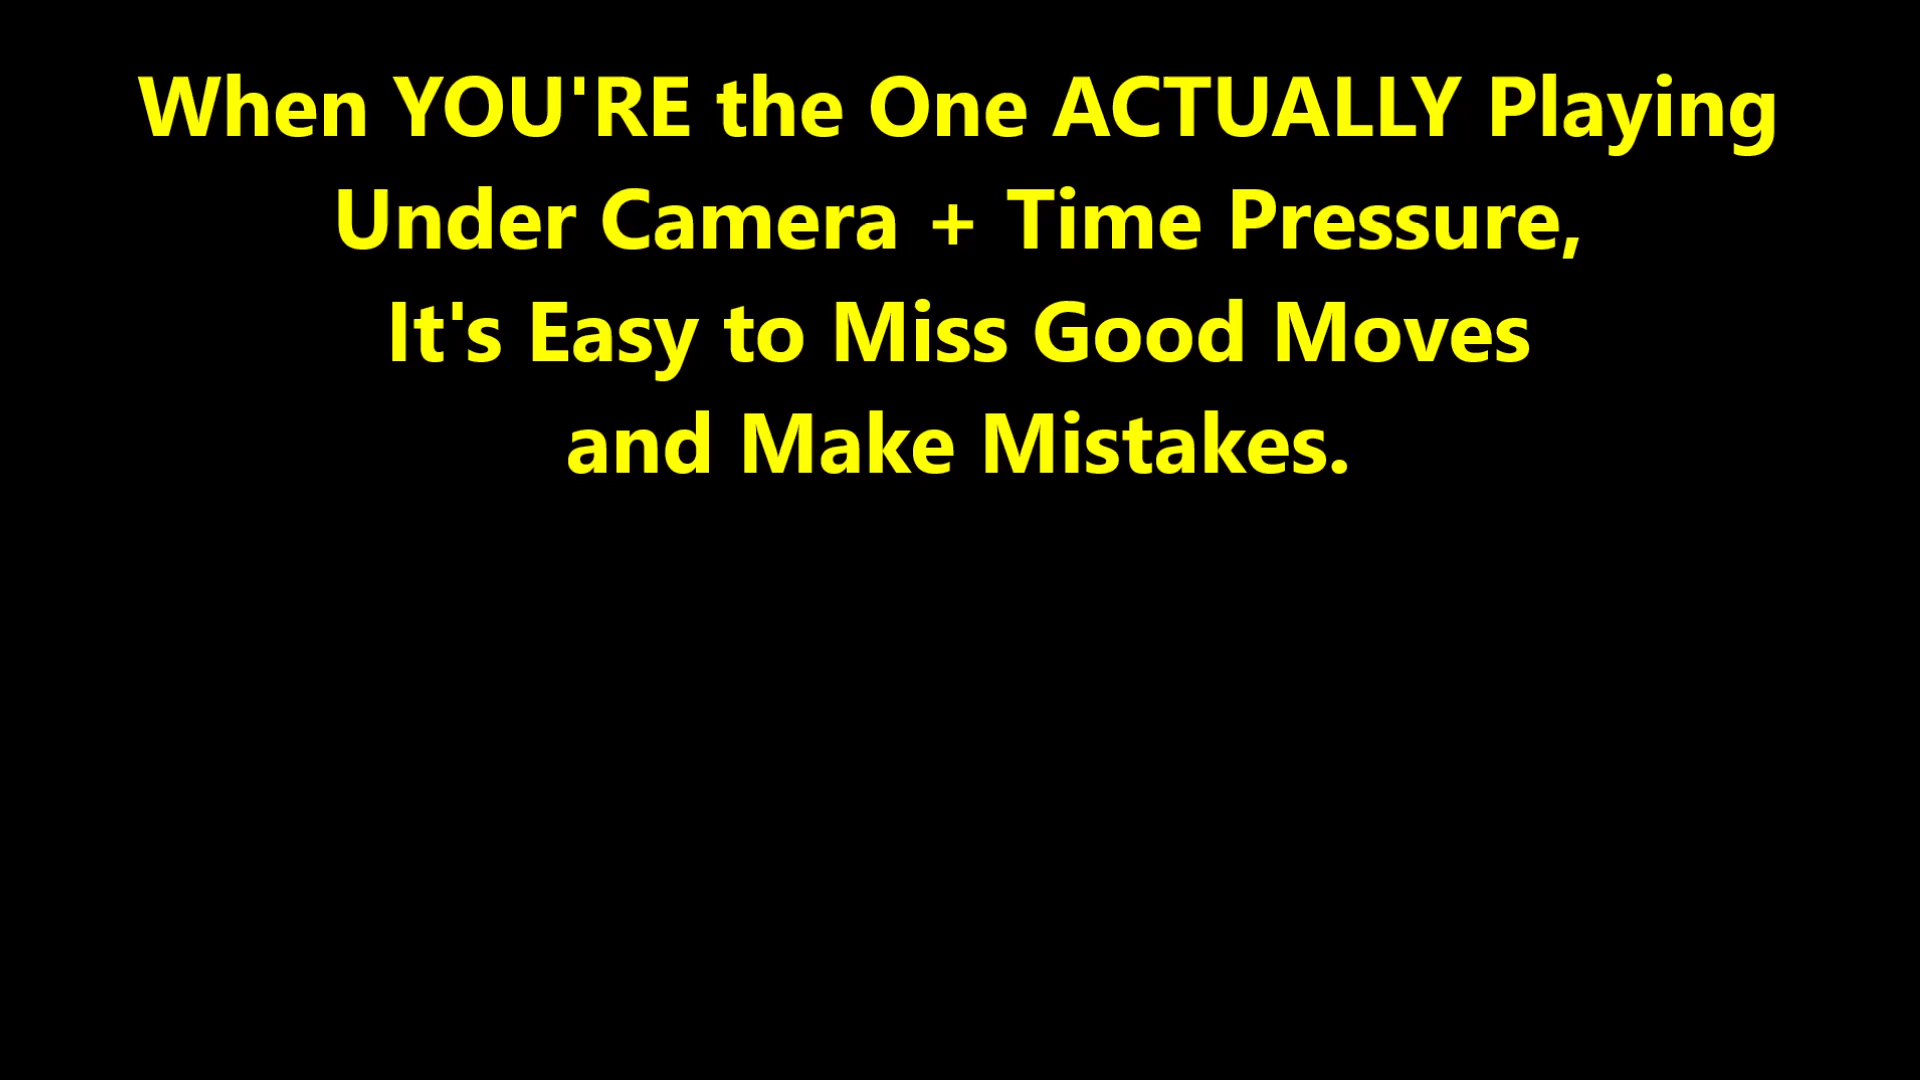 When YOU'RE the One ACTUALLY Playing
Under Camera + Time Pressure,
It's Easy to Miss Good Moves
and Make Mistakes.